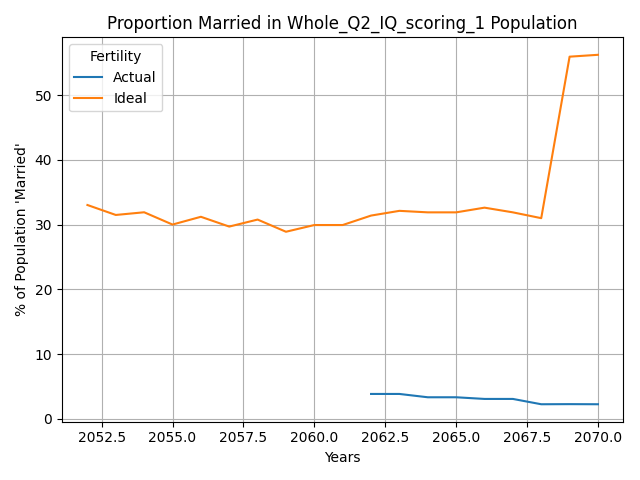 Proportion Married in Whole_Q2_IQ_scoring_1 Population
Fertility
Actual
Ideal
% of Population 'Married'
50
40
30
20
10
0
2052.5 2055.0 2057.5 2060.0 2062.5 2065.0 2067.5 2070.0
Years